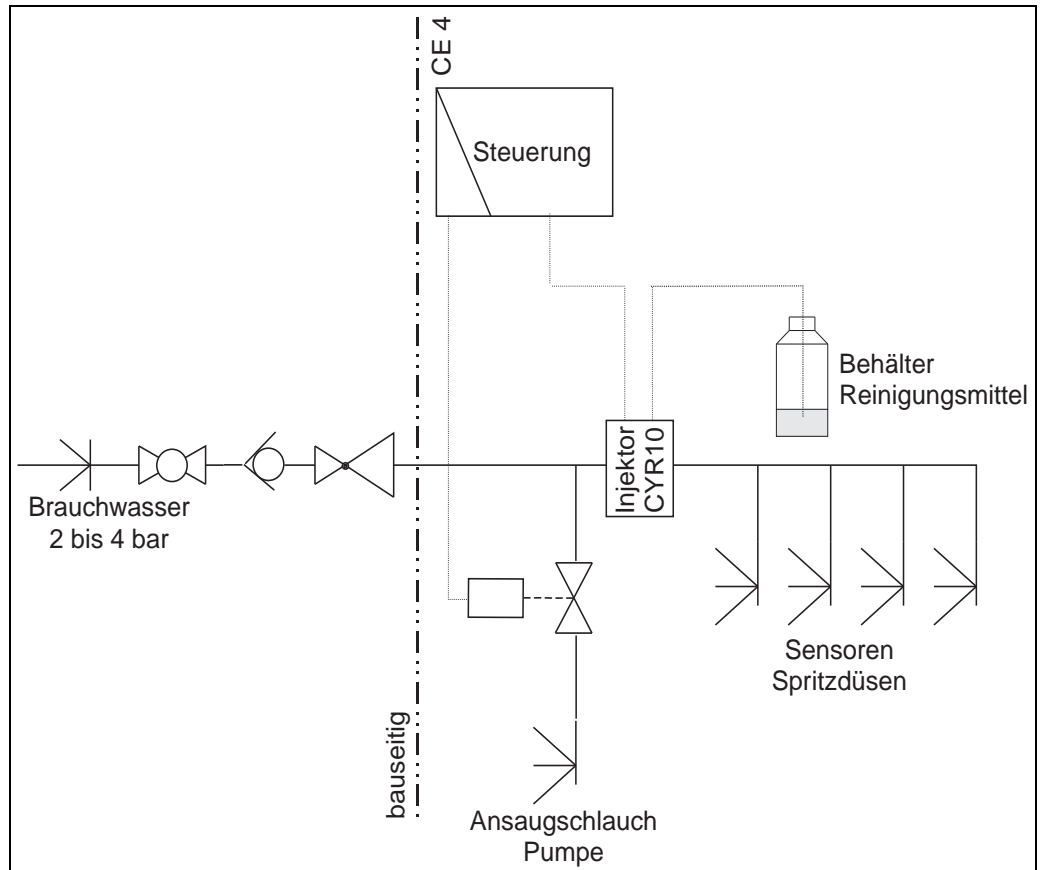 CE 4
Steuerung
Behälter
Reinigungsmittel
Injektor
CYR10
Brauchwasser
2 bis 4 bar
Sensoren
Spritzdüsen
bauseitig
Ansaugschlauch
Pumpe